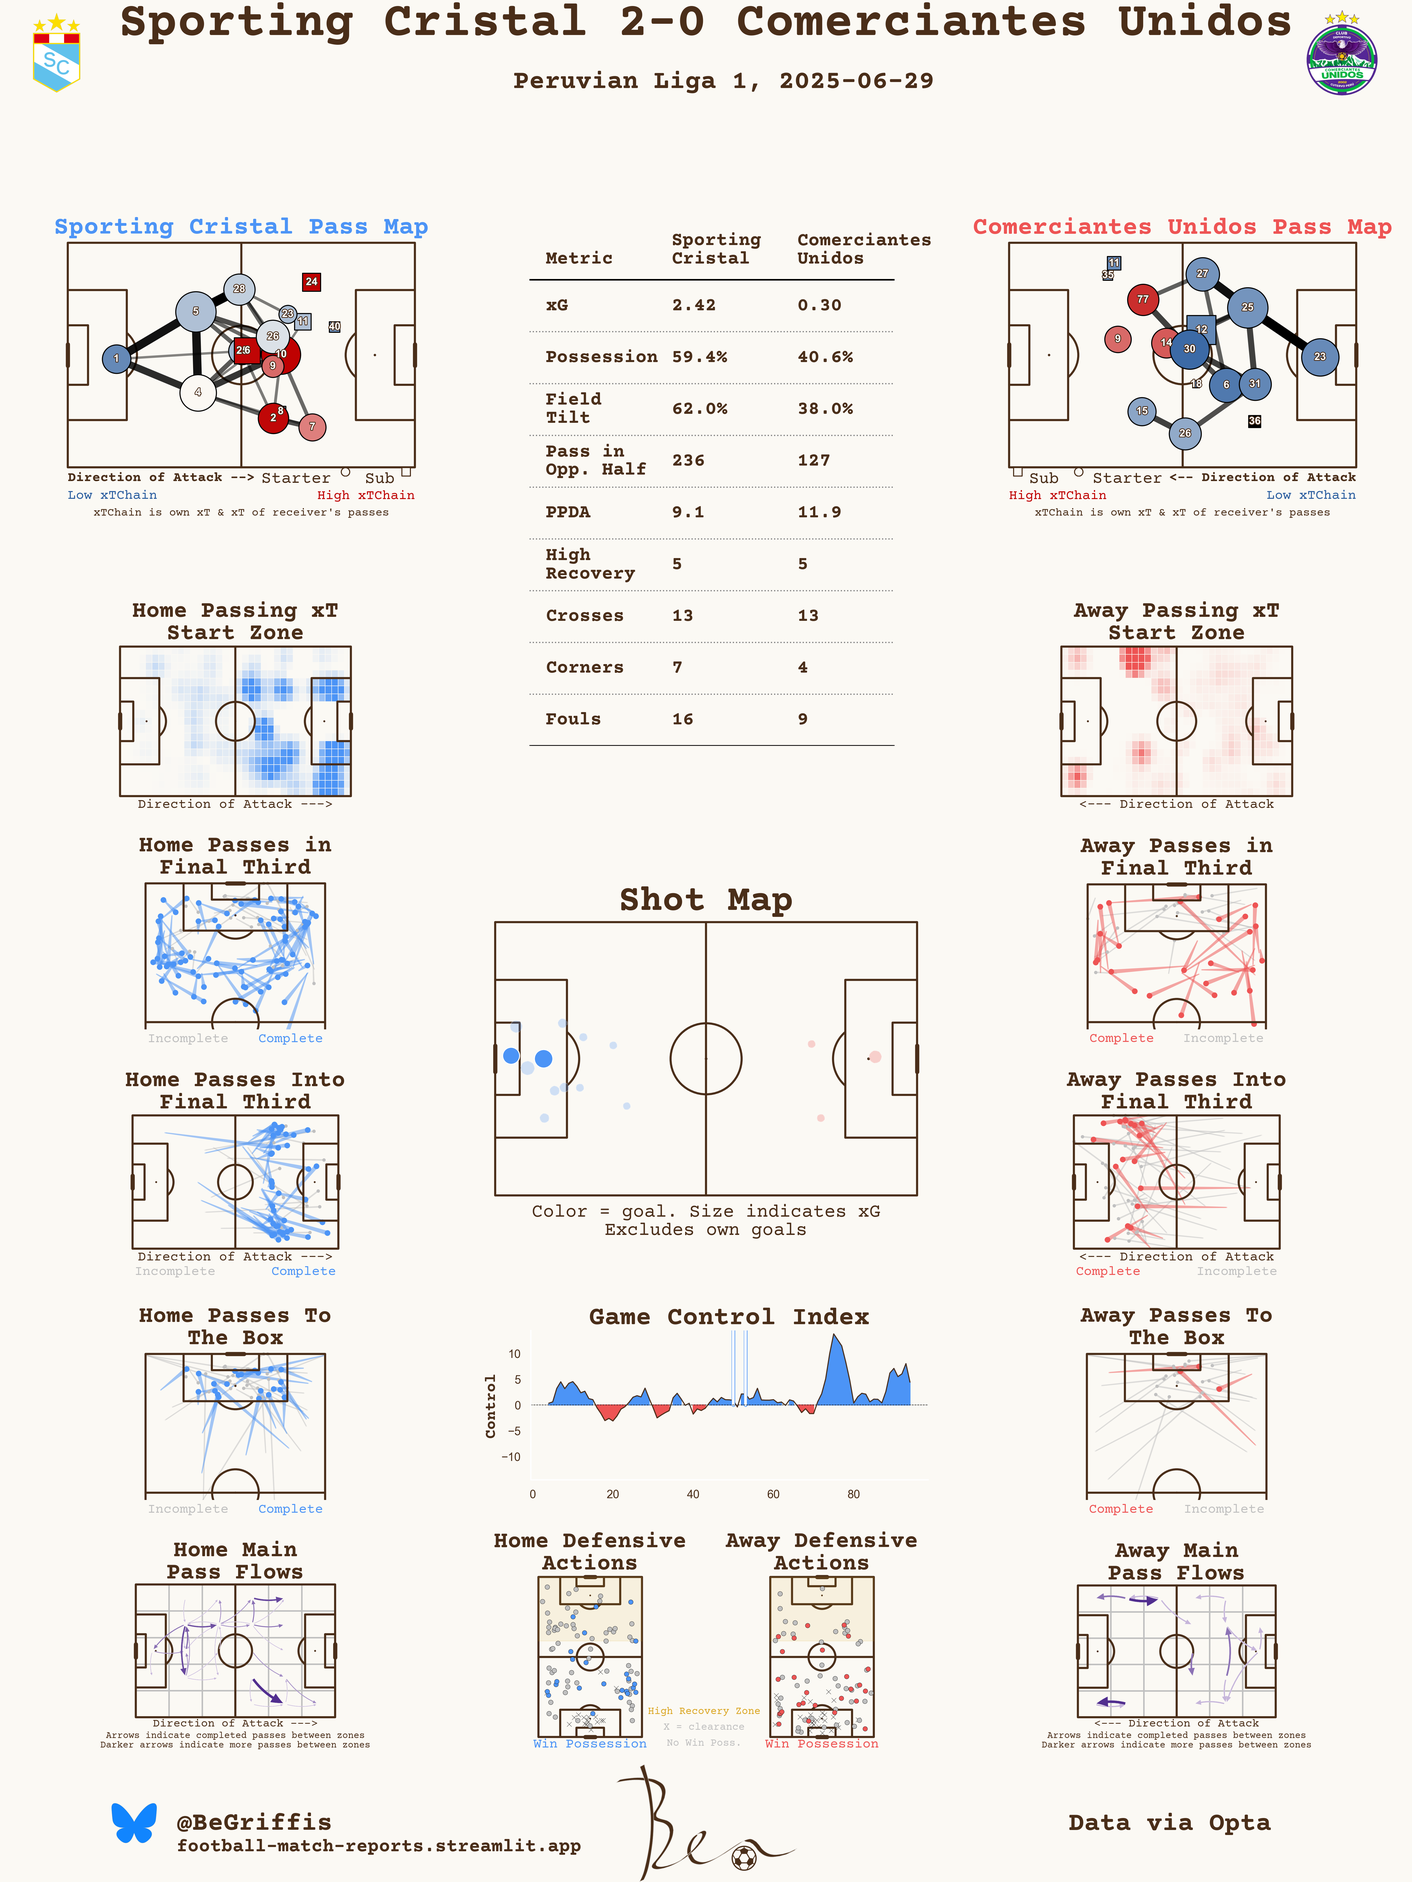 Sporting Cristal 2-0 Comerciantes Unidos
Peruvian Liga 1, 2025-06-29
SC
CLUB
COMERCIANTES
UNIDOS
Sporting Cristal Pass Map
24
28
5
23
11
40
26
1
10
9
4
2
8
7
Direction of Attack --> Starter Sub
Low xTChain High xTChain
xTChain is own xT & xT of receiver's passes
Metric Sporting Cristal Comerciantes Unidos
xG 2.42 0.30
Possession 59.4% 40.6%
Field Tilt 62.0% 38.0%
Pass in Opp. Half 236 127
PPDA 9.1 11.9
High Recovery 5 5
Crosses 13 13
Corners 7 4
Fouls 16 9
Comerciantes Unidos Pass Map
11
35
27
77
25
12
9
14
30
23
18
6
31
15
36
26
Sub Starter <-- Direction of Attack
High xTChain Low xTChain
xTChain is own xT & xT of receiver's passes
Home Passing xT
Start Zone
Direction of Attack --->
Away Passing xT
Start Zone
<--- Direction of Attack
Home Passes in
Final Third
Incomplete Complete
Away Passes in
Final Third
Complete Incomplete
Shot Map
Color = goal. Size indicates xG
Excludes own goals
Home Passes Into
Final Third
Direction of Attack --->
Incomplete Complete
Away Passes Into
Final Third
<--- Direction of Attack
Complete Incomplete
Home Passes To
The Box
Incomplete Complete
Game Control Index
Control
10
5
0
−5
−10
0 20 40 60 80
Away Passes To
The Box
Complete Incomplete
Home Main
Pass Flows
Direction of Attack --->
Arrows indicate completed passes between zones
Darker arrows indicate more passes between zones
Home Defensive
Actions
Win Possession
Away Defensive
Actions
Win Possession
High Recovery Zone
X = clearance
No Win Poss.
Away Main
Pass Flows
<--- Direction of Attack
Arrows indicate completed passes between zones
Darker arrows indicate more passes between zones
@BeGriffis
football-match-reports.streamlit.app
Ben
Data via Opta